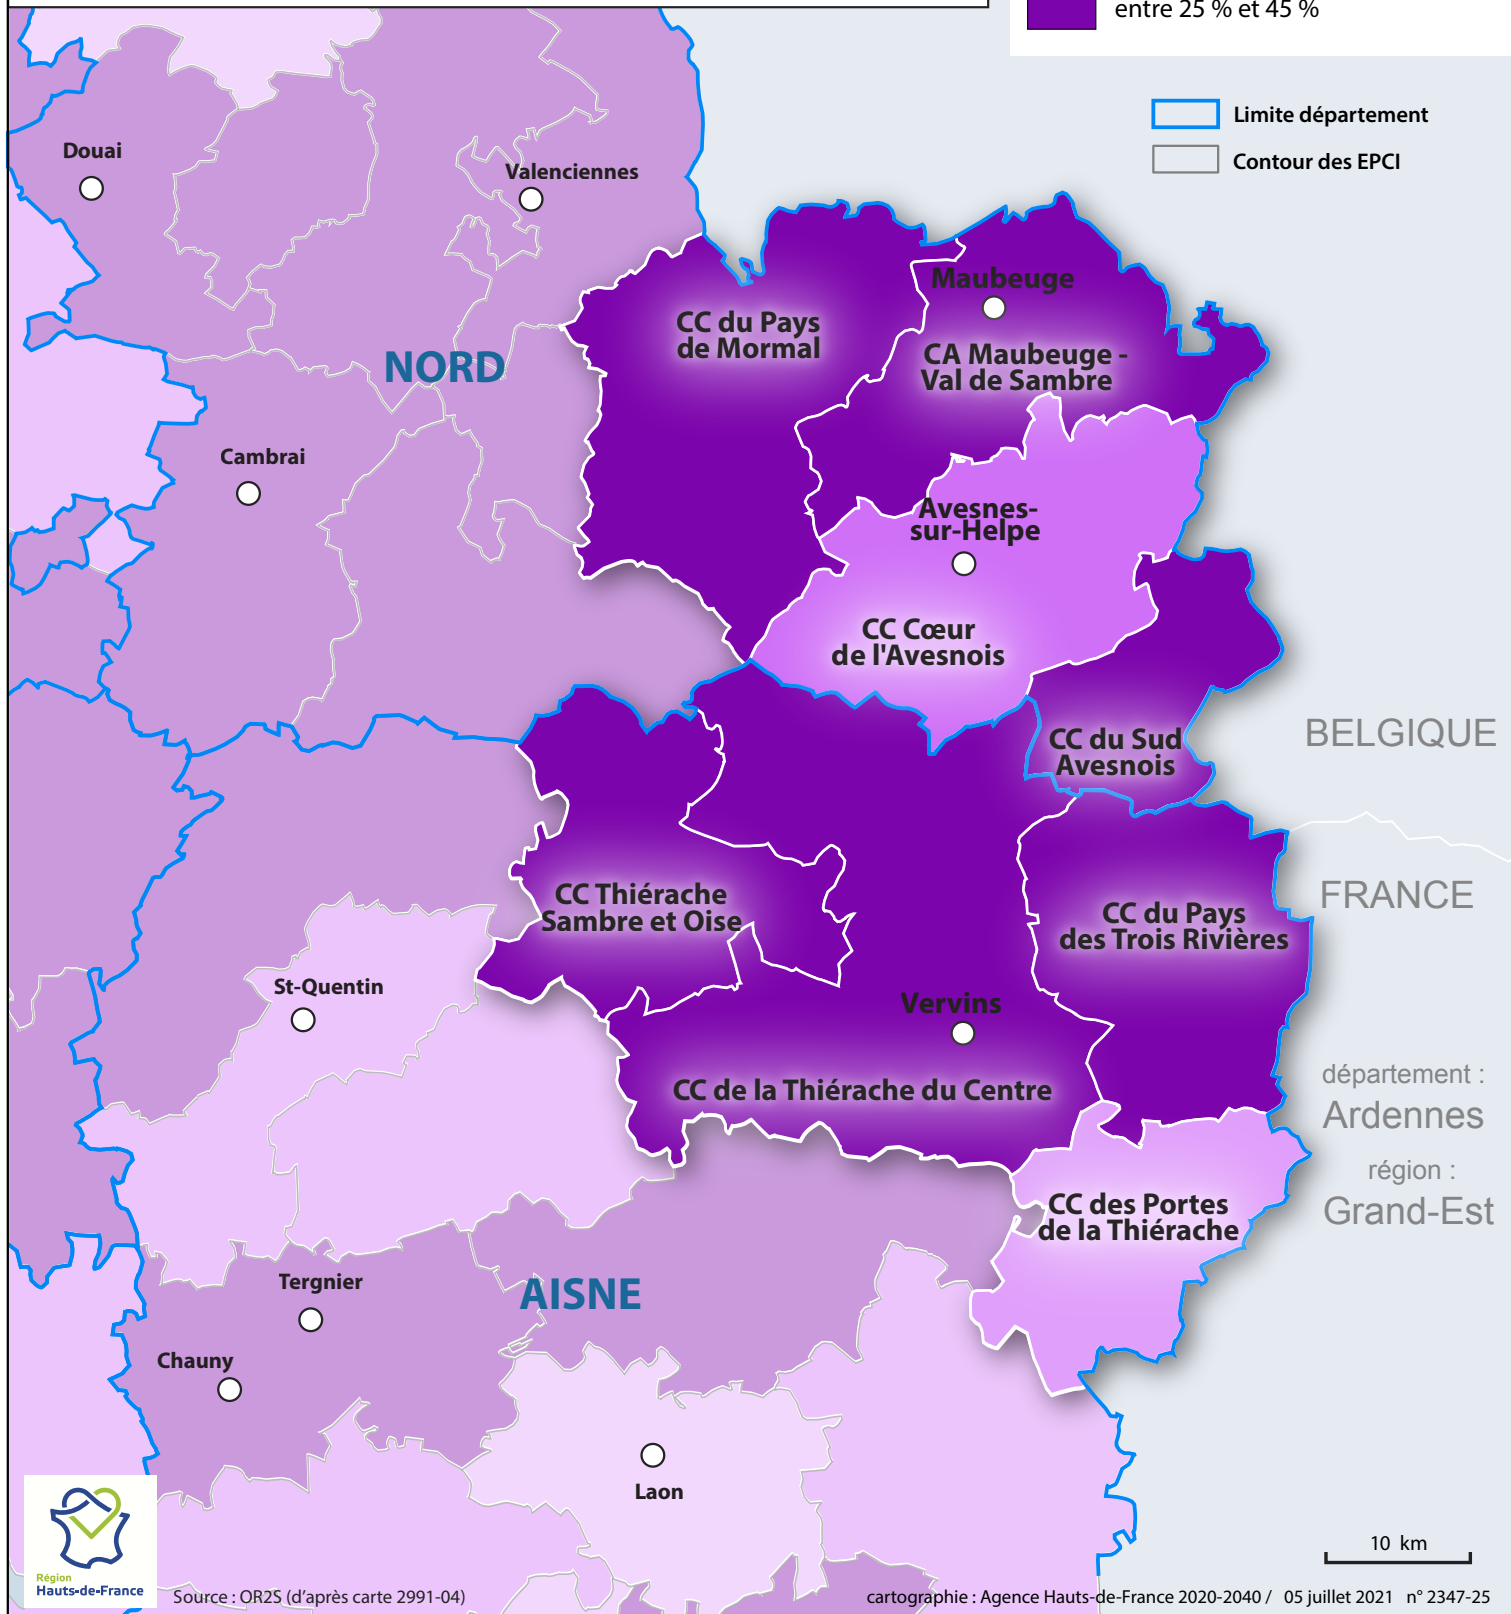 entre 25 % et 45 %
Limite département
Contour des EPCI
Douai
Valenciennes
Maubeuge
CC du Pays
de Mormal
CA Maubeuge -
Val de Sambre
NORD
Cambrai
Avesnes-
sur-Helpe
CC Cœur
de l'Avesnois
CC du Sud
Avesnois
BELGIQUE
CC Thiérache
Sambre et Oise
FRANCE
CC du Pays
des Trois Rivières
St-Quentin
Vervins
CC de la Thiérache du Centre
département :
Ardennes
région :
Grand-Est
CC des Portes
de la Thiérache
Tergnier
AISNE
Chauny
Laon
10 km
Région
Hauts-de-France
Source : OR2S (d'après carte 2991-04)
cartographie : Agence Hauts-de-France 2020-2040 / 05 juillet 2021 n° 2347-25